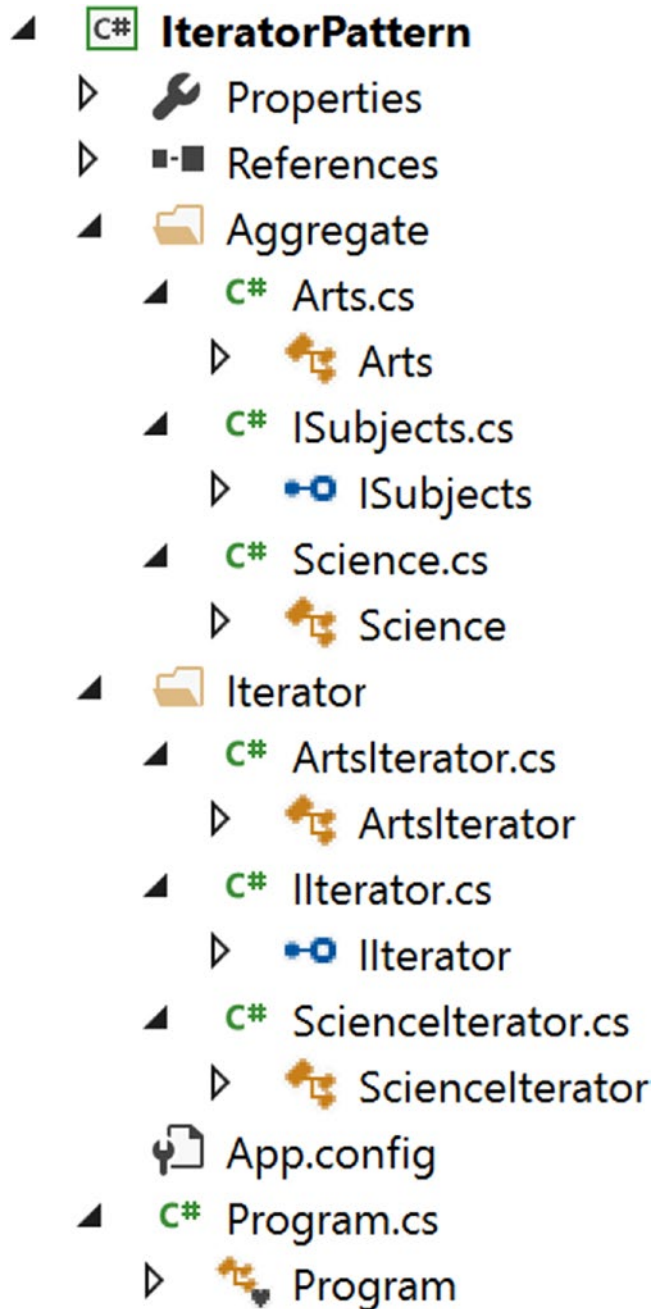 C# IteratorPattern
Properties
References
Aggregate
C# Arts.cs
Arts
C# ISubjects.cs
ISubjects
C# Science.cs
Science
Iterator
C# ArtsIterator.cs
ArtsIterator
C# IIterator.cs
IIterator
C# ScienceIterator.cs
ScienceIterator
App.config
C# Program.cs
Program